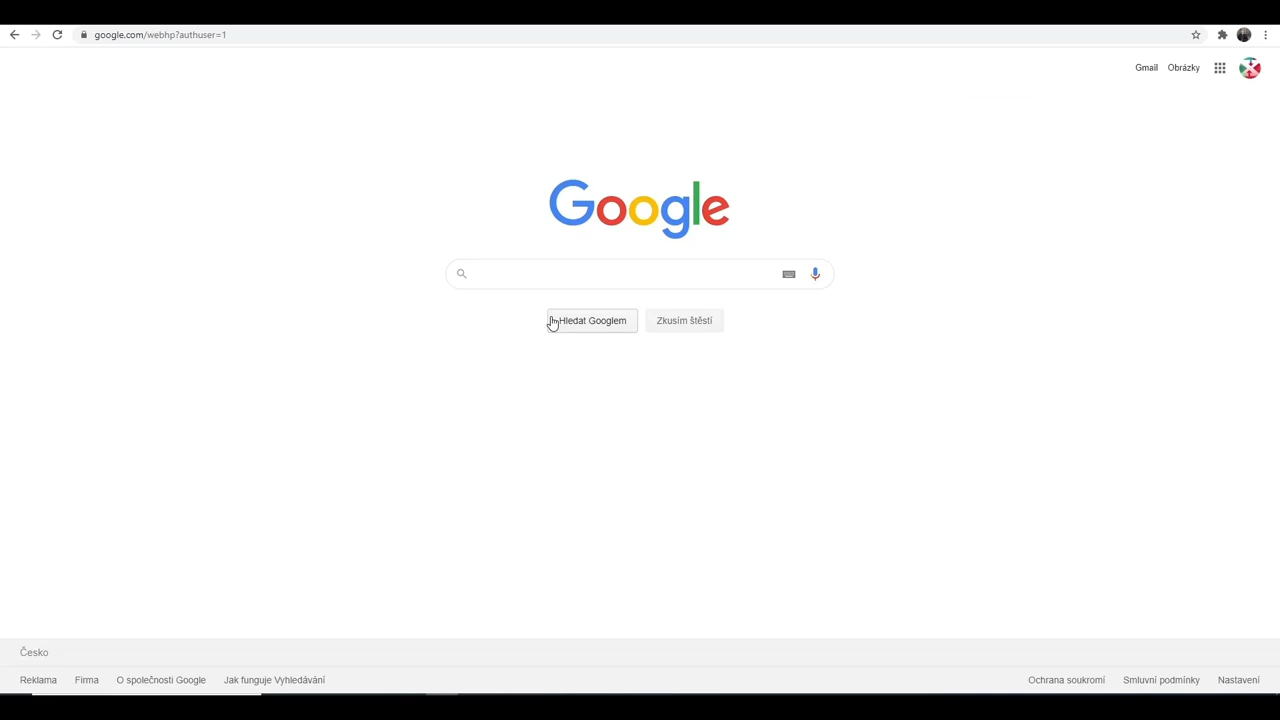 google.com/webhp?authuser=1
Gmail Obrázky
Google
Hledat Googlem Zkusím štěstí
Česko
Reklama Firma O společnosti Google Jak funguje Vyhledávání Ochrana soukromí Smluvní podmínky Nastavení